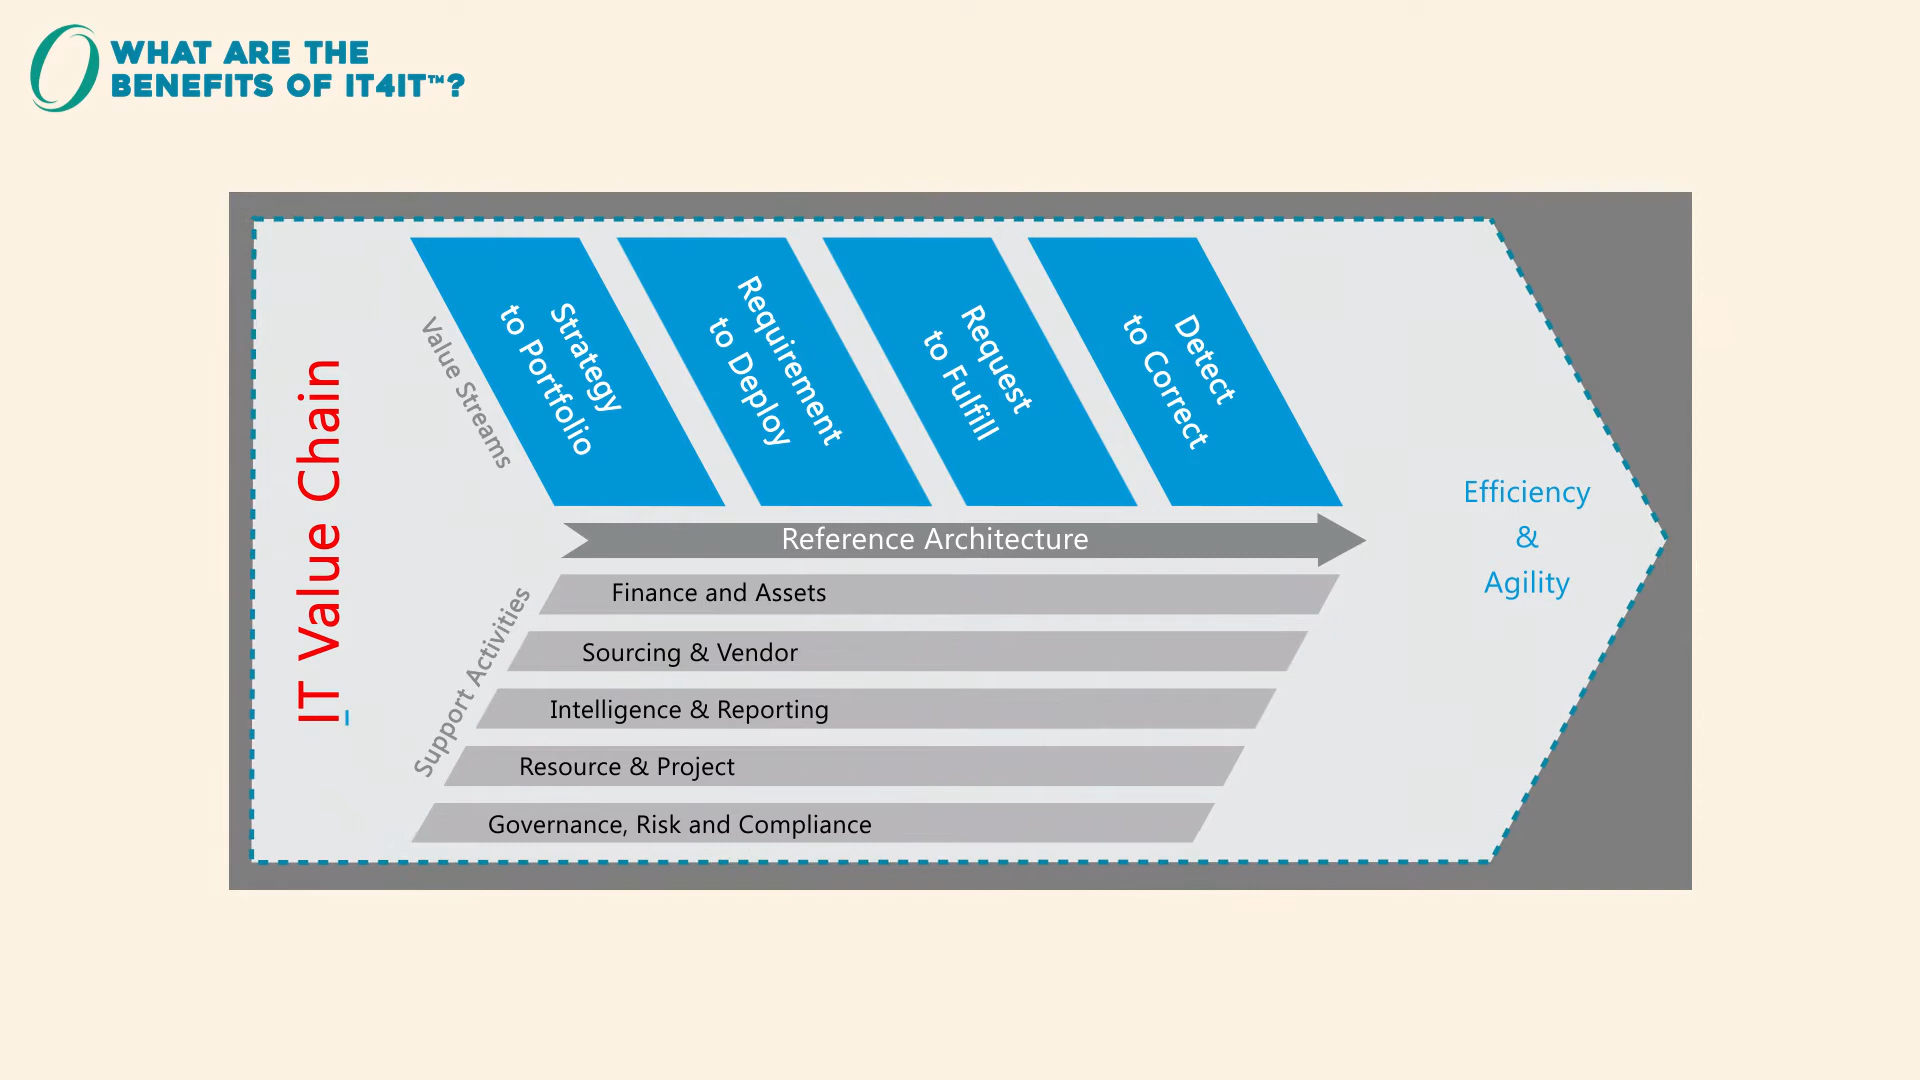 WHAT ARE THE
BENEFITS OF IT4IT™?
IT Value Chain
Value Streams
Strategy
to Portfolio
Requirement
to Deploy
Request
to Fulfill
Detect
to Correct
Reference Architecture
Support Activities
Finance and Assets
Sourcing & Vendor
Intelligence & Reporting
Resource & Project
Governance, Risk and Compliance
Efficiency
&
Agility